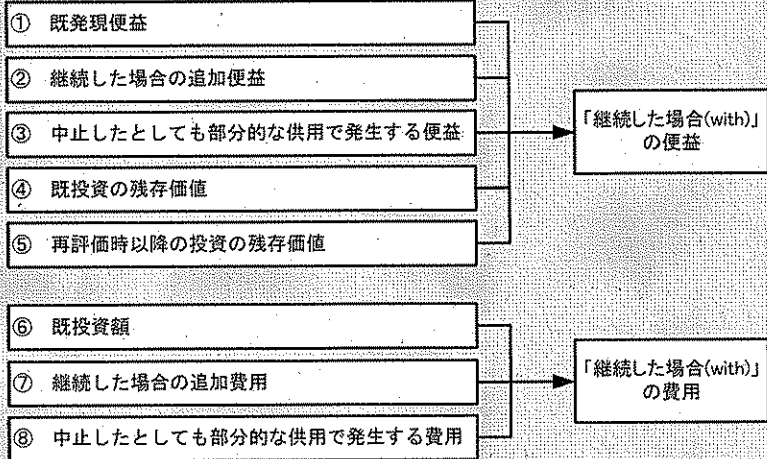 ① 既発現便益
② 継続した場合の追加便益
③ 中止したとしても部分的な供用で発生する便益
④ 既投資の残存価値
⑤ 再評価時以降の投資の残存価値
「継続した場合(with)」
の便益
⑥ 既投資額
⑦ 継続した場合の追加費用
⑧ 中止したとしても部分的な供用で発生する費用
「継続した場合(with)」
の費用